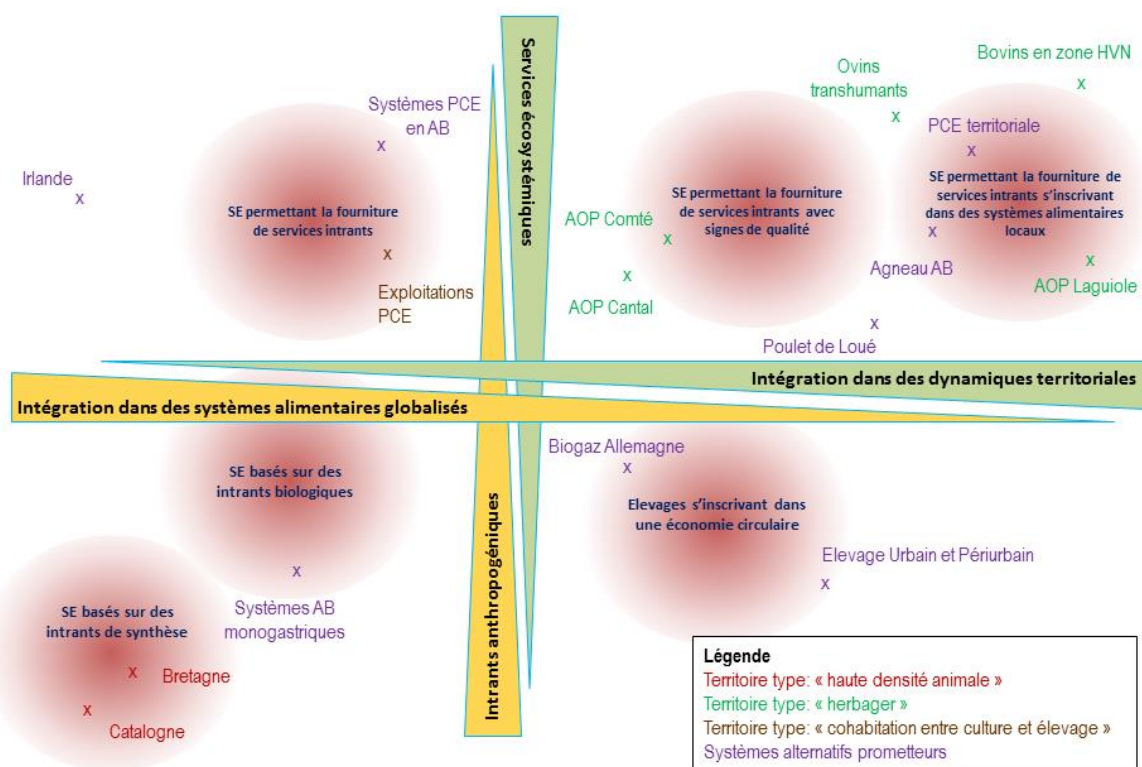 Services écosystémiques
Bovins en zone HVN
Ovins
transhumants
Systèmes PCE
en AB
x
x
x
PCE territoriale
x
Irlande
x
SE permettant la fourniture
de services intrants
SE permettant la fourniture
de services intrants avec
signes de qualité
SE permettant la fourniture de
services intrants s'inscrivant
dans des systèmes alimentaires
locaux
AOP Comté
x
x
x
Exploitations
PCE
x
AOP Cantal
Agneau AB
x
AOP Laguiole
x
Poulet de Loué
Intégration dans des dynamiques territoriales
Intégration dans des systèmes alimentaires globalisés
Biogaz Allemagne
x
SE basés sur des
intrants biologiques
Elevages s'inscrivant dans
une économie circulaire
Intrants anthropogéniques
x
Systèmes AB
monogastriques
Elevage Urbain et Périurbain
x
SE basés sur des
intrants de synthèse
x
Bretagne
x
Catalogne
Légende
Territoire type: « haute densité animale »
Territoire type: « herbager »
Territoire type: « cohabitation entre culture et élevage »
Systèmes alternatifs prometteurs